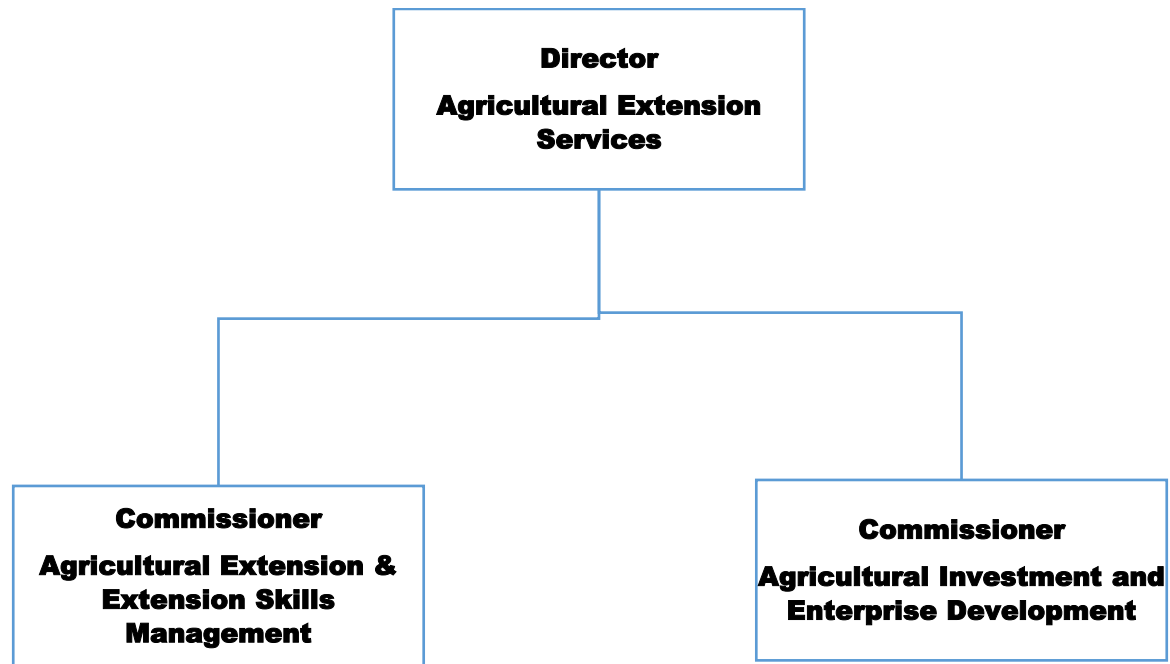 Director
Agricultural Extension
Services
Commissioner
Agricultural Extension &
Extension Skills
Management
Commissioner
Agricultural Investment and
Enterprise Development